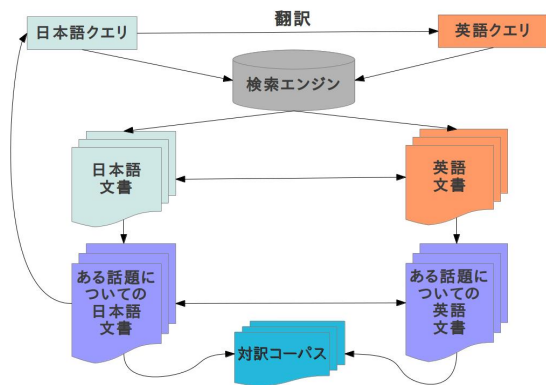 翻訳
日本語クエリ
英語クエリ
検索エンジン
日本語
文書
英語
文書
ある話題に
ついての
日本語
文書
ある話題に
ついての
英語
文書
対訳コーパス